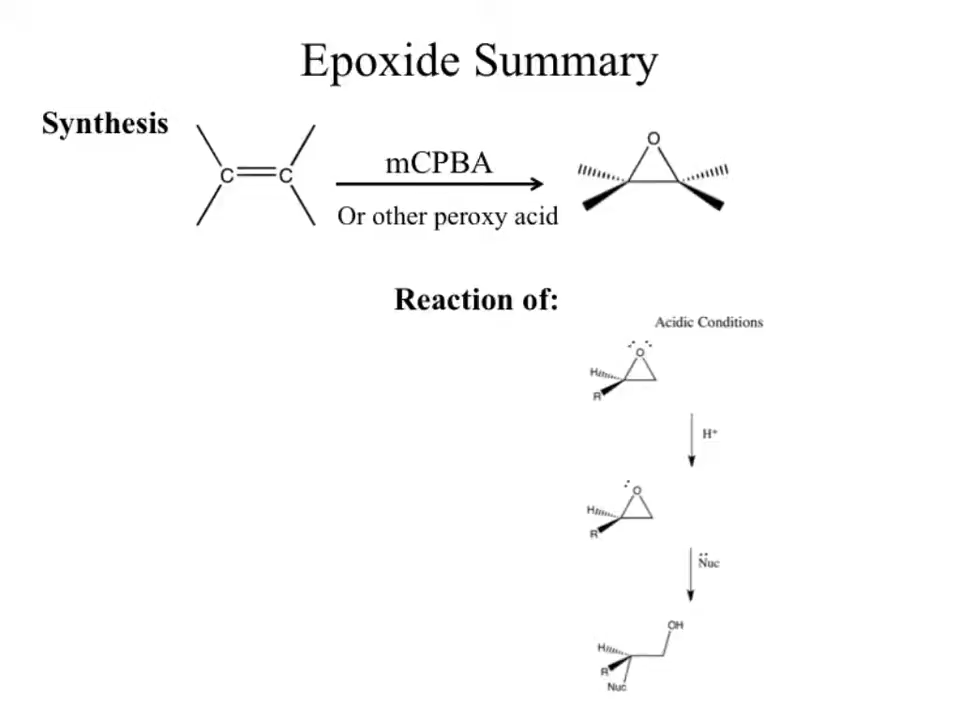 Epoxide Summary
Synthesis
C
C
mCPBA
Or other peroxy acid
O
Reaction of:
Acidic Conditions
O
H
R
H⁺
O
H
R
Nuc
OH
H
R
Nuc